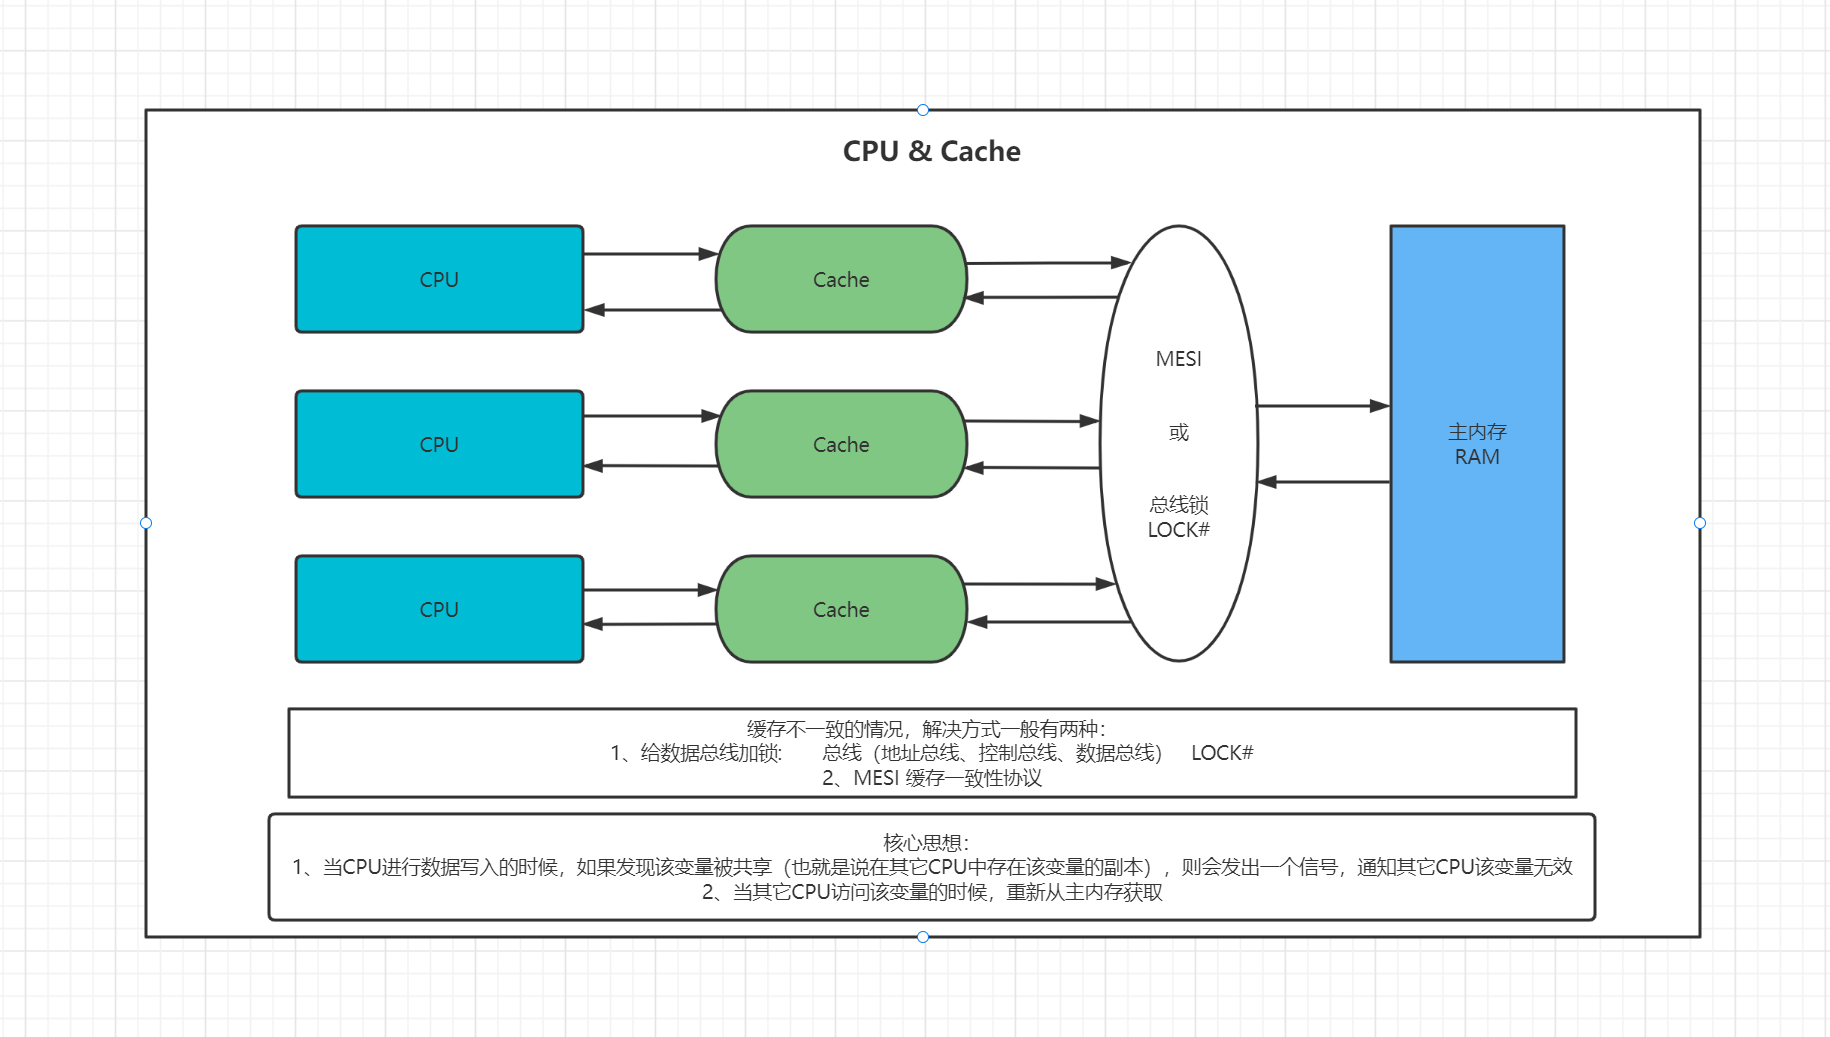 CPU & Cache
CPU
Cache
CPU
Cache
CPU
Cache
MESI
或
总线锁
LOCK#
主内存
RAM
缓存不一致的情况，解决方式一般有两种：
1、给数据总线加锁: 总线（地址总线、控制总线、数据总线） LOCK#
2、MESI 缓存一致性协议
核心思想：
1、当CPU进行数据写入的时候，如果发现该变量被共享（也就是说在其它CPU中存在该变量的副本），则会发出一个信号，通知其它CPU该变量无效
2、当其它CPU访问该变量的时候，重新从主内存获取